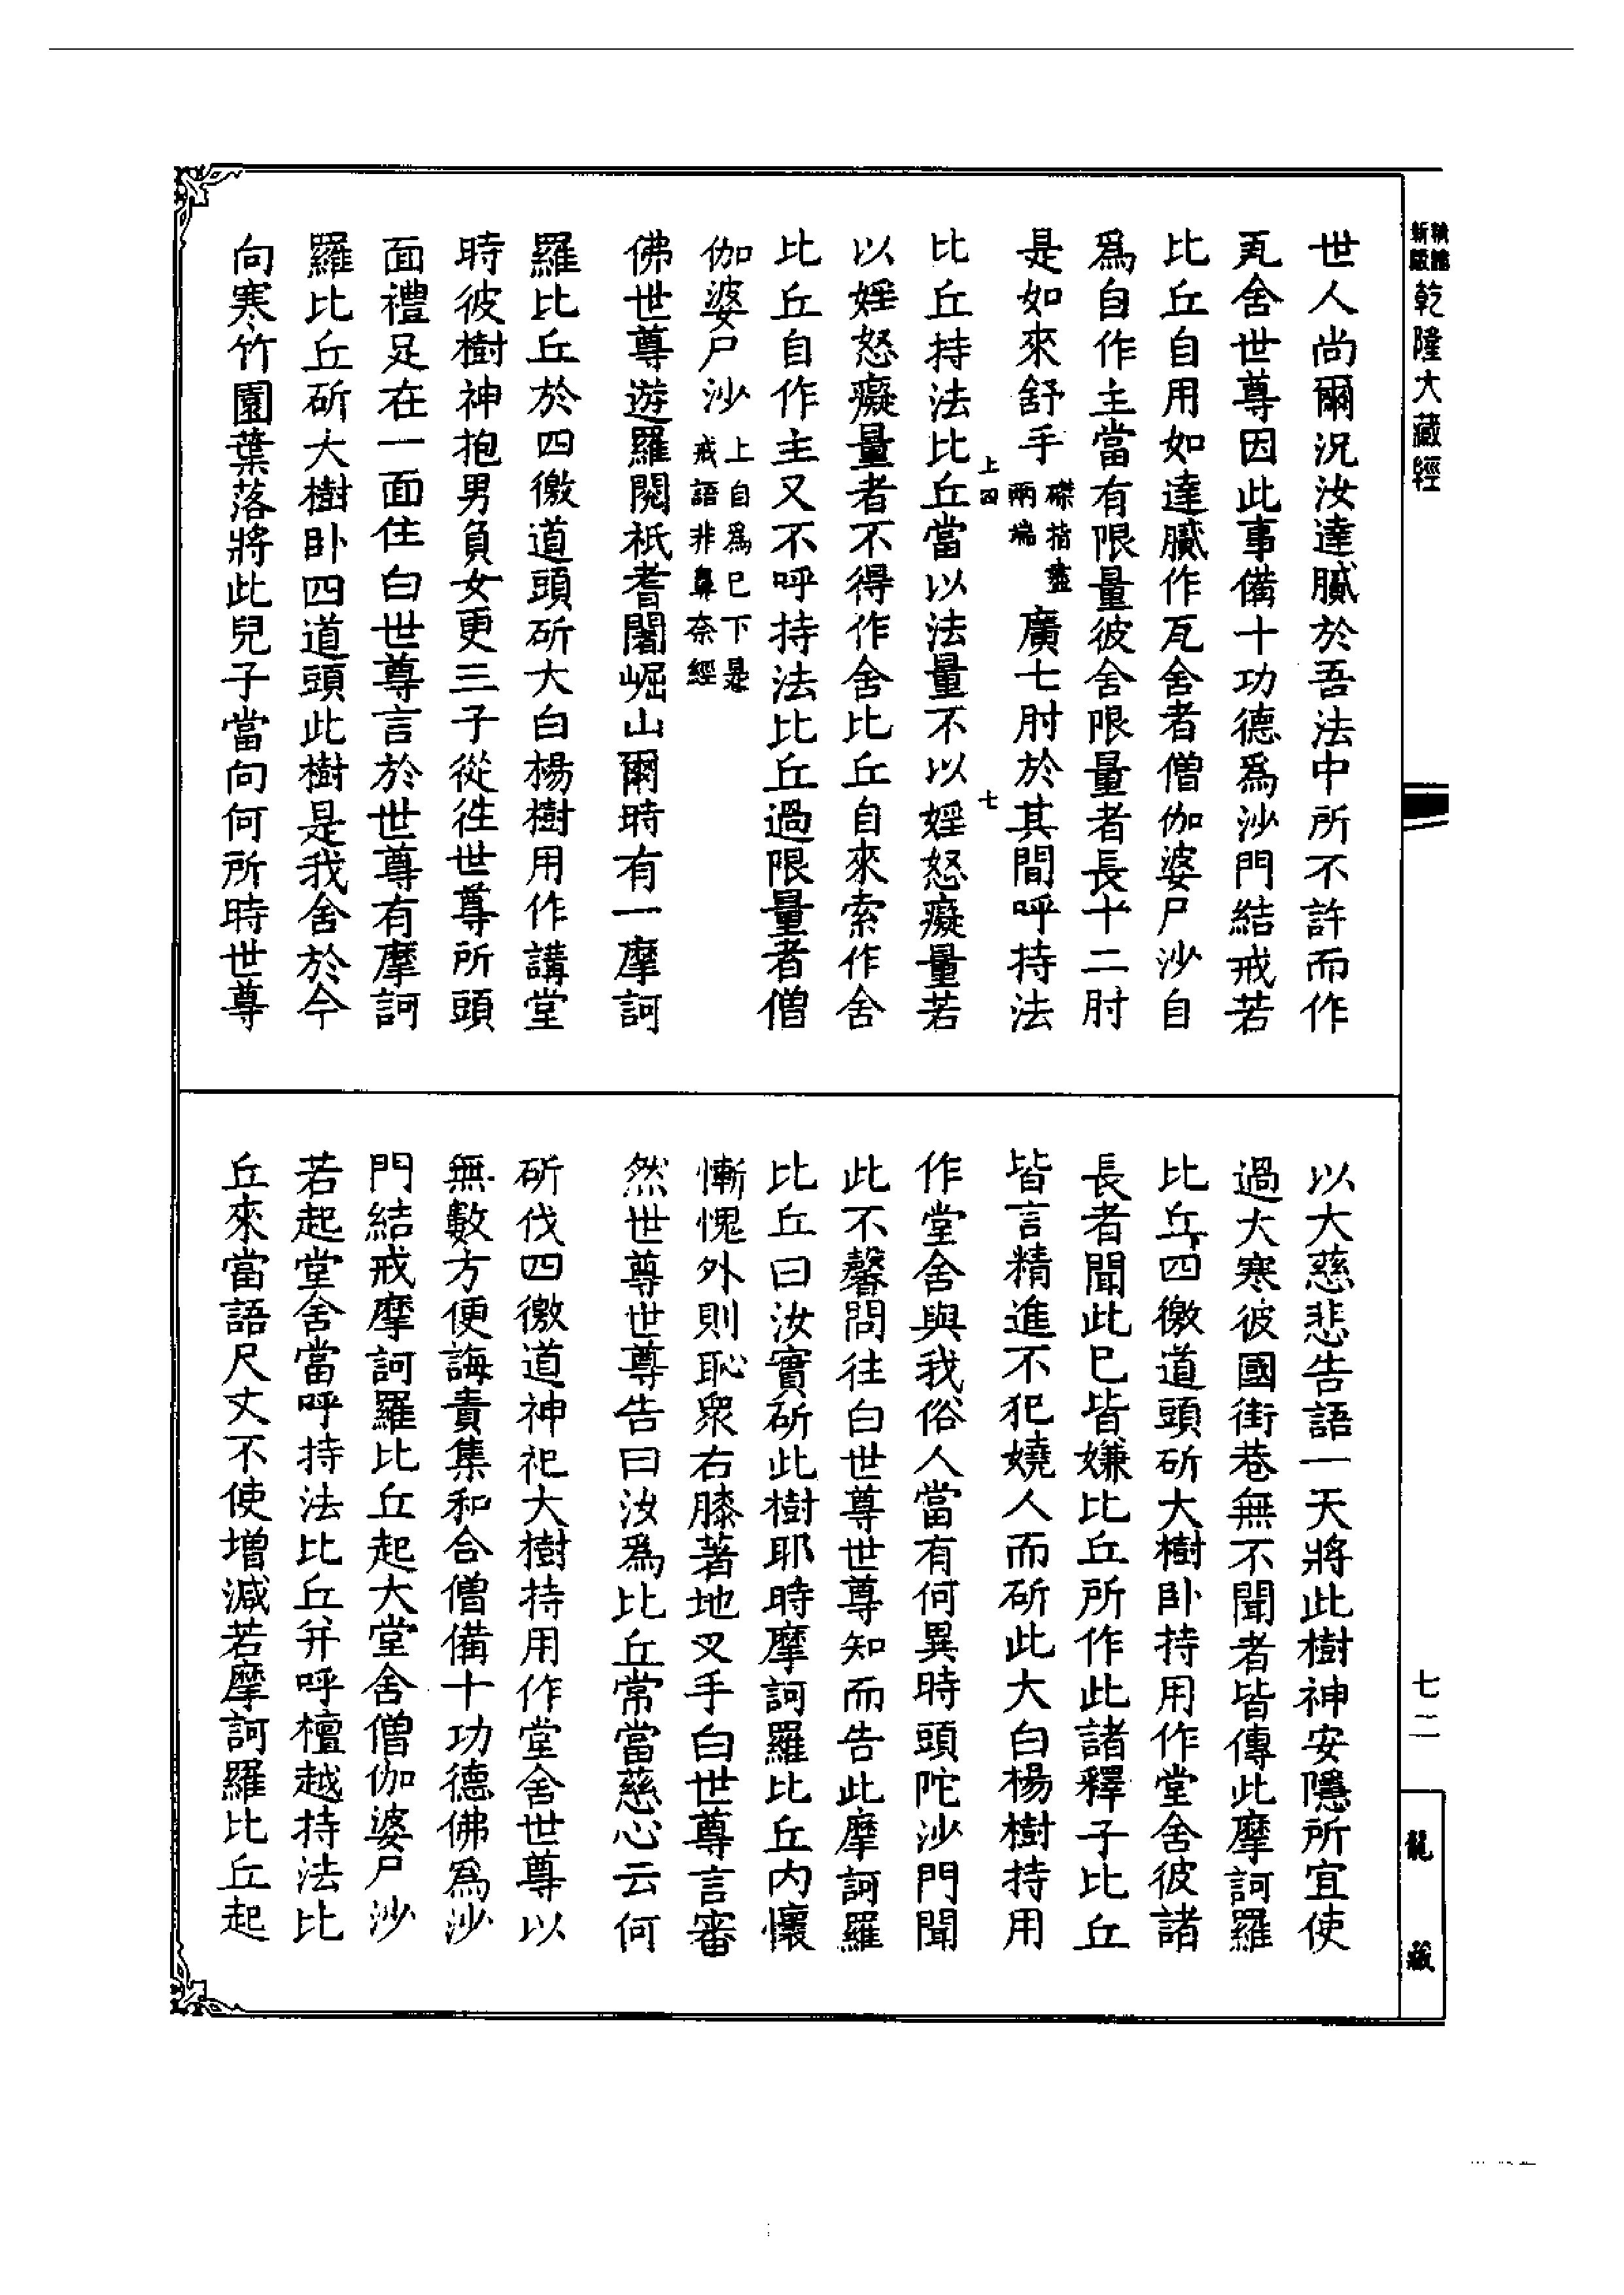 乾隆大藏經
世人尚爾況汝達膩於吾法中所不許而作
瓦舍世尊因此事備十功德爲沙門結戒若
比丘自用如達膩作瓦舍者僧伽婆尸沙自
爲自作主當有限量彼舍限量者長十二肘
是如來舒手磔指盡兩端廣七肘於其間呼持法
上四
七
比丘持法比丘當以法量不以婬怒癡量若
以婬怒癡量者不得作舍比丘自來索作舍
比丘自作主又不呼持法比丘過限量者僧
伽婆尸沙上自爲已下是戒語非鼻奈經
佛世尊遊羅閱祇耆闍崛山爾時有一摩訶
羅比丘於四徼道頭斫大白楊樹用作講堂
時彼樹神抱男負女更三子從往世尊所頭
面禮足在一面住白世尊言於世尊有摩訶
羅比丘斫大樹卧四道頭此樹是我舍於今
向寒竹園葉落將此兒子當向何所時世尊
以大慈悲告語一天將此樹神安隱所宜使
過大寒彼國街巷無不聞者皆傳此摩訶羅
比丘四徼道頭斫大樹卧持用作堂舍彼諸
長者聞此已皆嫌比丘所作此諸釋子比丘
皆言精進不犯嬈人而斫此大白楊樹持用
作堂舍與我俗人當有何異時頭陀沙門聞
此不馨問往白世尊世尊知而告此摩訶羅
比丘曰汝實斫此樹耶時摩訶羅比丘内懷
慚愧外則恥衆右膝著地叉手白世尊言審
然世尊世尊告曰汝爲比丘常當慈心云何
斫伐四徼道神祀大樹持用作堂舍世尊以
無數方便誨責集和合僧備十功德佛爲沙
門結戒摩訶羅比丘起大堂舍僧伽婆尸沙
若起堂舍當呼持法比丘并呼檀越持法比
丘來當語尺丈不使增減若摩訶羅比丘起
七二
龍藏